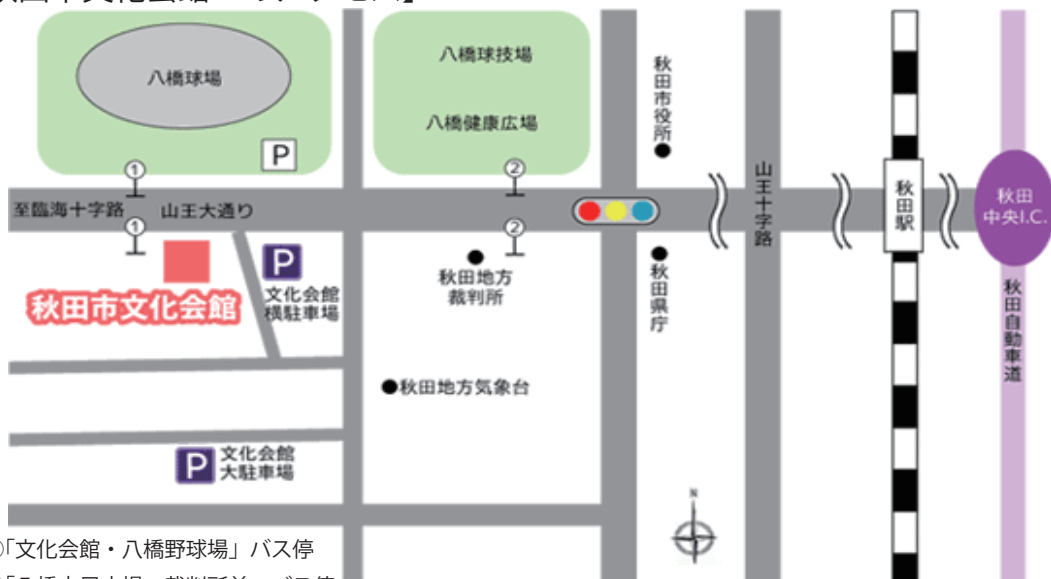 八橋球場
P
①
①
至臨海十字路
山王大通り
秋田市文化会館
P
文化会館
横駐車場
八橋球技場
八橋健康広場
②
②
秋田地方
裁判所
秋田地方気象台
P
文化会館
大駐車場
秋田市役所
秋田県庁
山王十字路
秋田駅
秋田
中央I.C.
秋田自動車道
N
「文化会館・八橋野球場」バス停